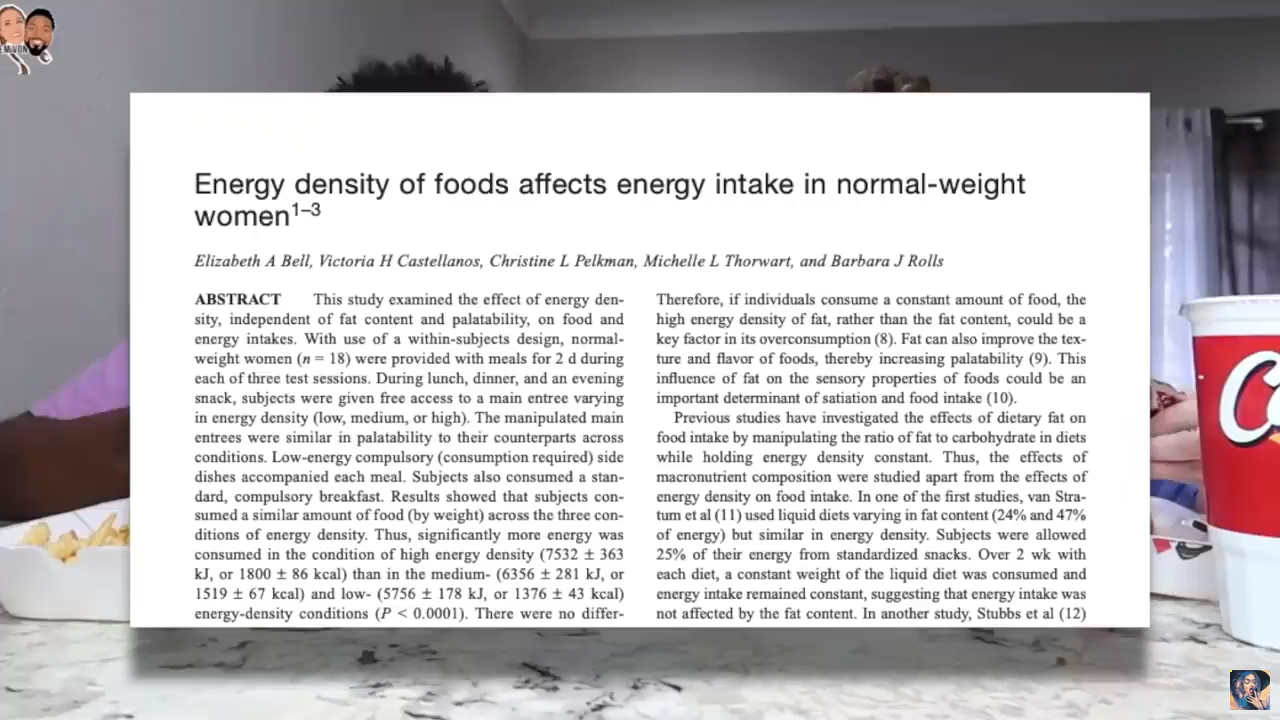 Energy density of foods affects energy intake in normal-weight
women1–3
Elizabeth A Bell, Victoria H Castellanos, Christine L Pelkman, Michelle L Thorwart, and Barbara J Rolls
ABSTRACT This study examined the effect of energy den-
sity, independent of fat content and palatability, on food and
energy intakes. With use of a within-subjects design, normal-
weight women (n = 18) were provided with meals for 2 d during
each of three test sessions. During lunch, dinner, and an evening
snack, subjects were given free access to a main entree varying
in energy density (low, medium, or high). The manipulated main
entrees were similar in palatability to their counterparts across
conditions. Low-energy compulsory (consumption required) side
dishes accompanied each meal. Subjects also consumed a stan-
dard, compulsory breakfast. Results showed that subjects con-
sumed a similar amount of food (by weight) across the three con-
ditions of energy density. Thus, significantly more energy was
consumed in the condition of high energy density (7532 ± 363
kJ, or 1800 ± 86 kcal) than in the medium- (6356 ± 281 kJ, or
1519 ± 67 kcal) and low- (5756 ± 178 kJ, or 1376 ± 43 kcal)
energy-density conditions (P < 0.0001). There were no differ-
Therefore, if individuals consume a constant amount of food, the
high energy density of fat, rather than the fat content, could be a
key factor in its overconsumption (8). Fat can also improve the tex-
ture and flavor of foods, thereby increasing palatability (9). This
influence of fat on the sensory properties of foods could be an
important determinant of satiation and food intake (10).
Previous studies have investigated the effects of dietary fat on
food intake by manipulating the ratio of fat to carbohydrate in diets
while holding energy density constant. Thus, the effects of
macronutrient composition were studied apart from the effects of
energy density on food intake. In one of the first studies, van Stra-
tum et al (11) used liquid diets varying in fat content (24% and 47%
of energy) but similar in energy density. Subjects were allowed
25% of their energy from standardized snacks. Over 2 wk with
each diet, a constant weight of the liquid diet was consumed and
energy intake remained constant, suggesting that energy intake was
not affected by the fat content. In another study, Stubbs et al (12)